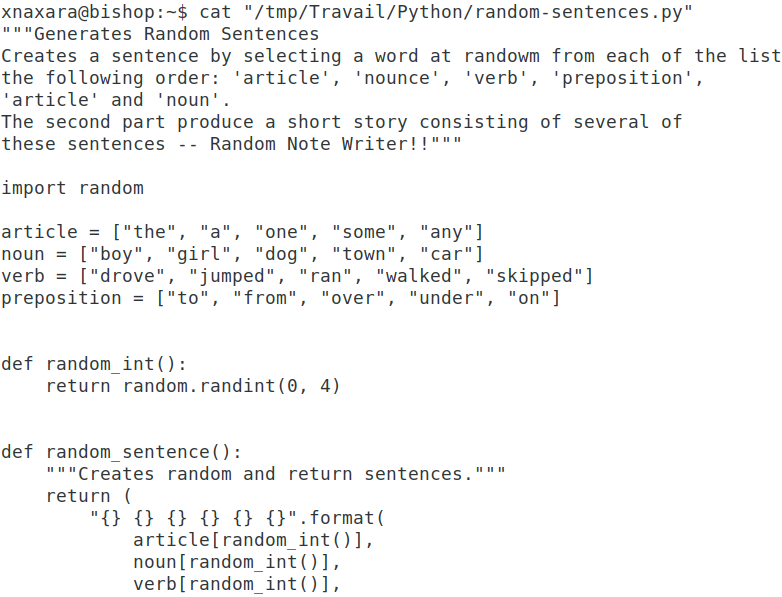 xnaxara@bishop:~$ cat "/tmp/Travail/Python/random-sentences.py"
"""Generates Random Sentences
Creates a sentence by selecting a word at randowm from each of the list
the following order: 'article', 'nounce', 'verb', 'preposition',
'article' and 'noun'.
The second part produce a short story consisting of several of
these sentences -- Random Note Writer!!"""

import random

article = ["the", "a", "one", "some", "any"]
noun = ["boy", "girl", "dog", "town", "car"]
verb = ["drove", "jumped", "ran", "walked", "skipped"]
preposition = ["to", "from", "over", "under", "on"]


def random_int():
    return random.randint(0, 4)


def random_sentence():
    """Creates random and return sentences."""
    return (
        "{} {} {} {} {} {}".format(
            article[random_int()],
            noun[random_int()],
            verb[random_int()],